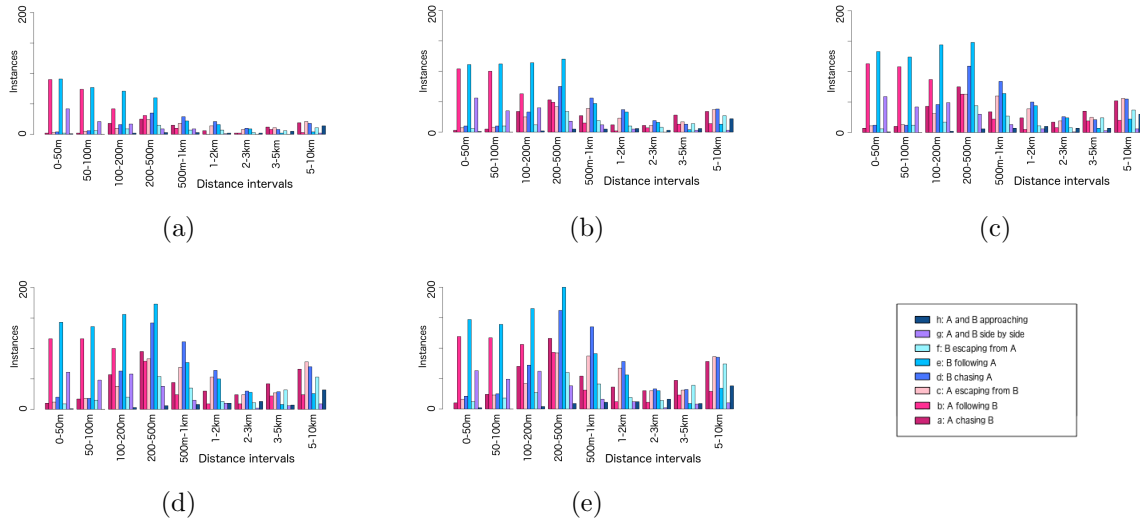 200
Instances
0
0-50m
50-100m
100-200m
200-500m
500m-1km
1-2km
2-3km
3-5km
5-10km
Distance intervals
(a)
200
Instances
0
0-50m
50-100m
100-200m
200-500m
500m-1km
1-2km
2-3km
3-5km
5-10km
Distance intervals
(b)
200
Instances
0
0-50m
50-100m
100-200m
200-500m
500m-1km
1-2km
2-3km
3-5km
5-10km
Distance intervals
(c)
200
Instances
0
0-50m
50-100m
100-200m
200-500m
500m-1km
1-2km
2-3km
3-5km
5-10km
Distance intervals
(d)
200
Instances
0
0-50m
50-100m
100-200m
200-500m
500m-1km
1-2km
2-3km
3-5km
5-10km
Distance intervals
(e)
h: A and B approaching
g: A and B side by side
f: B escaping from A
e: B following A
d: B chasing A
c: A escaping from B
b: A following B
a: A chasing B